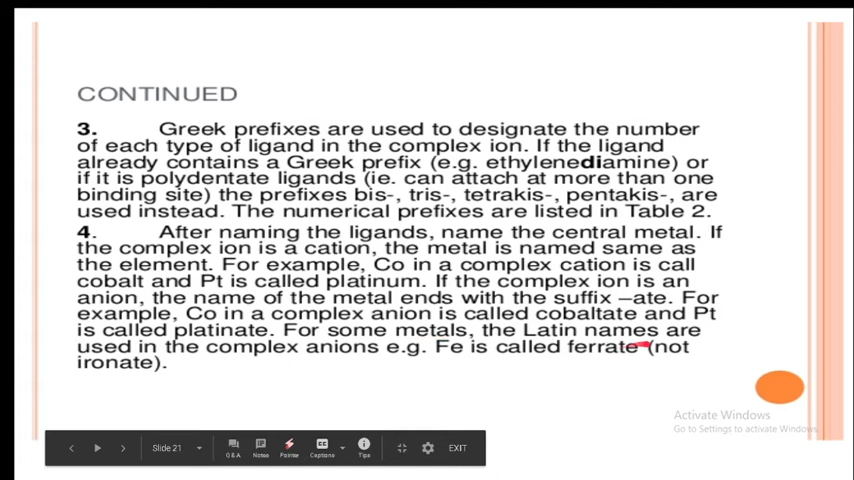 CONTINUED
3. Greek prefixes are used to designate the number
of each type of ligand in the complex ion. If the ligand
already contains a Greek prefix (e.g. ethylenediamine) or
if it is polydentate ligands (ie. can attach at more than one
binding site) the prefixes bis-, tris-, tetrakis-, pentakis-, are
used instead. The numerical prefixes are listed in Table 2.
4. After naming the ligands, name the central metal. If
the complex ion is a cation, the metal is named same as
the element. For example, Co in a complex cation is call
cobalt and Pt is called platinum. If the complex ion is an
anion, the name of the metal ends with the suffix –ate. For
example, Co in a complex anion is called cobaltate and Pt
is called platinate. For some metals, the Latin names are
used in the complex anions e.g. Fe is called ferrate (not
ironate).
Activate Windows
Go to Settings to activate Windows.
Slide 21
Q & A
Notes
Pointer
Captions
Tips
EXIT